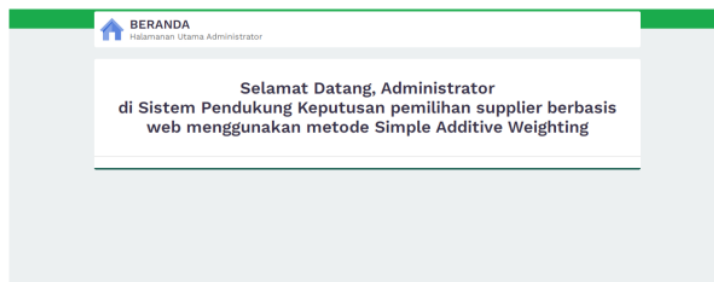 BERANDA
Halamanan Utama Administrator
Selamat Datang, Administrator
di Sistem Pendukung Keputusan pemilihan supplier berbasis
web menggunakan metode Simple Additive Weighting